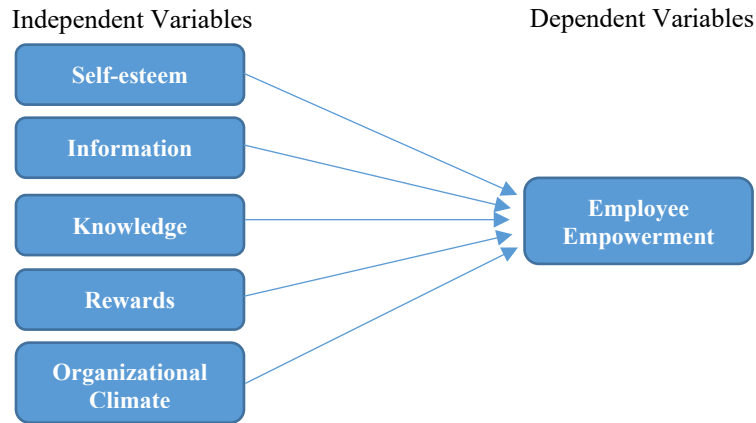 Independent Variables
Dependent Variables
Self-esteem
Information
Knowledge
Rewards
Organizational
Climate
Employee
Empowerment